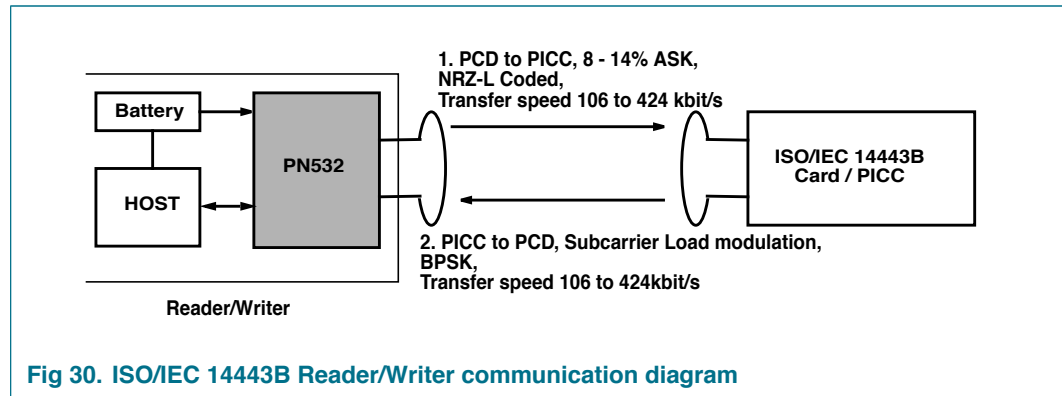 1. PCD to PICC, 8 - 14% ASK,
NRZ-L Coded,
Transfer speed 106 to 424 kbit/s
Battery
PN532
HOST
ISO/IEC 14443B
Card / PICC
2. PICC to PCD, Subcarrier Load modulation,
BPSK,
Transfer speed 106 to 424kbit/s
Reader/Writer
Fig 30. ISO/IEC 14443B Reader/Writer communication diagram